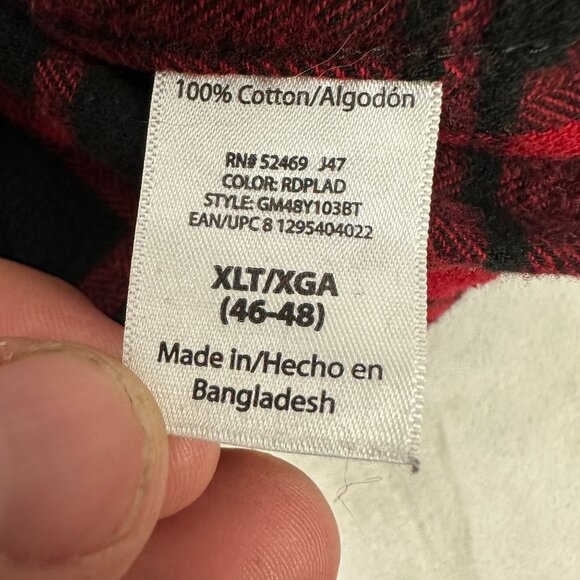 100% Cotton/Algodón
RN# 52469 J47
COLOR: RDPLAD
STYLE: GM48Y103BT
EAN/UPC 8 1295404022
XLT/XGA
(46-48)
Made in/Hecho en
Bangladesh